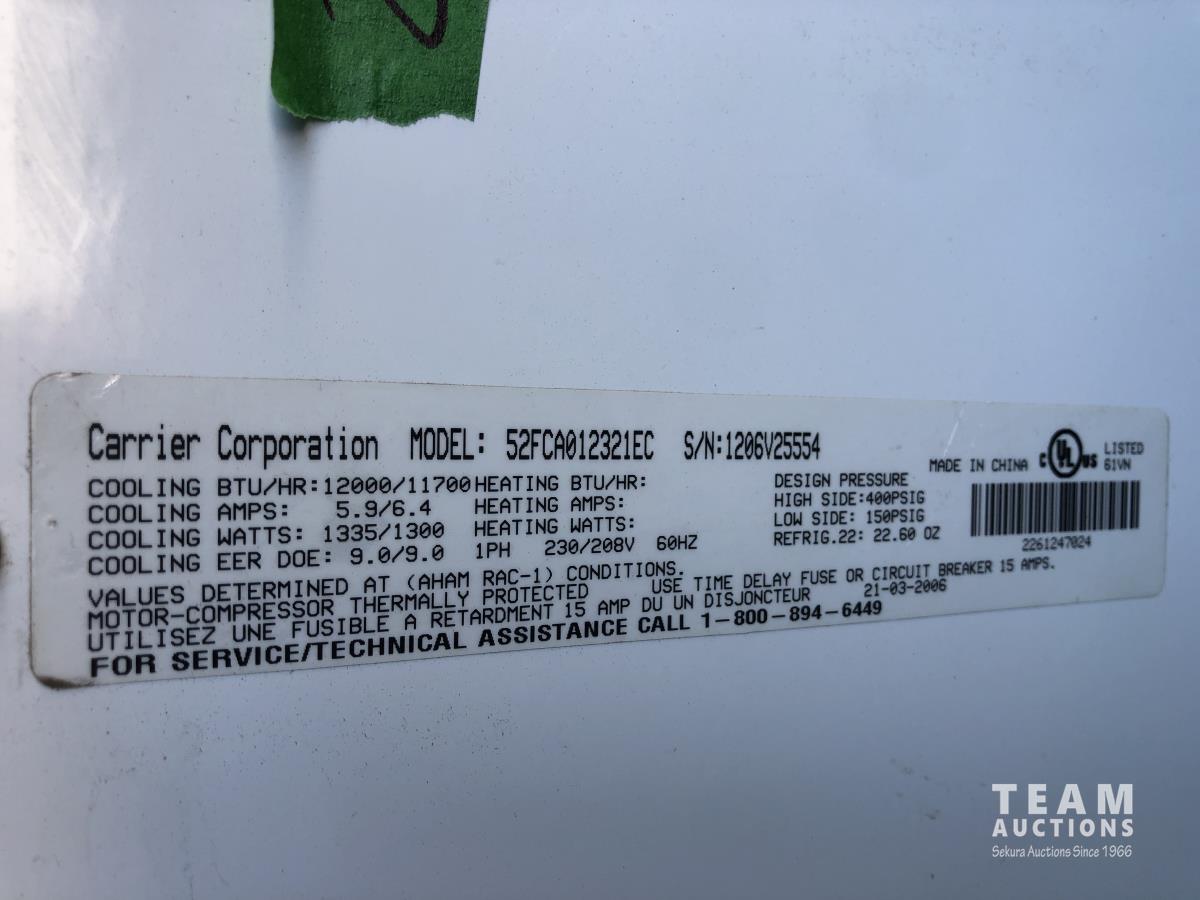 Carrier Corporation MODEL: 52FCA012321EC S/N:1206V25554
COOLING BTU/HR:12000/11700 HEATING BTU/HR:
COOLING AMPS: 5.9/6.4 HEATING AMPS:
COOLING WATTS: 1335/1300 HEATING WATTS:
COOLING EER DOE: 9.0/9.0 1PH 230/208V 60HZ
DESIGN PRESSURE
HIGH SIDE:400PSIG
LOW SIDE: 150PSIG
REFRIG.22: 22.60 OZ
MADE IN CHINA C UL US LISTED
61VN
2261247024
VALUES DETERMINED AT (AHAM RAC-1) CONDITIONS.
MOTOR-COMPRESSOR THERMALLY PROTECTED USE TIME DELAY FUSE OR CIRCUIT BREAKER 15 AMPS.
UTILISEZ UNE FUSIBLE A RETARDMENT 15 AMP DU UN DISJONCTEUR 21-03-2006
FOR SERVICE/TECHNICAL ASSISTANCE CALL 1-800-894-6449
TEAM
AUCTIONS
Sekura Auctions Since 1966